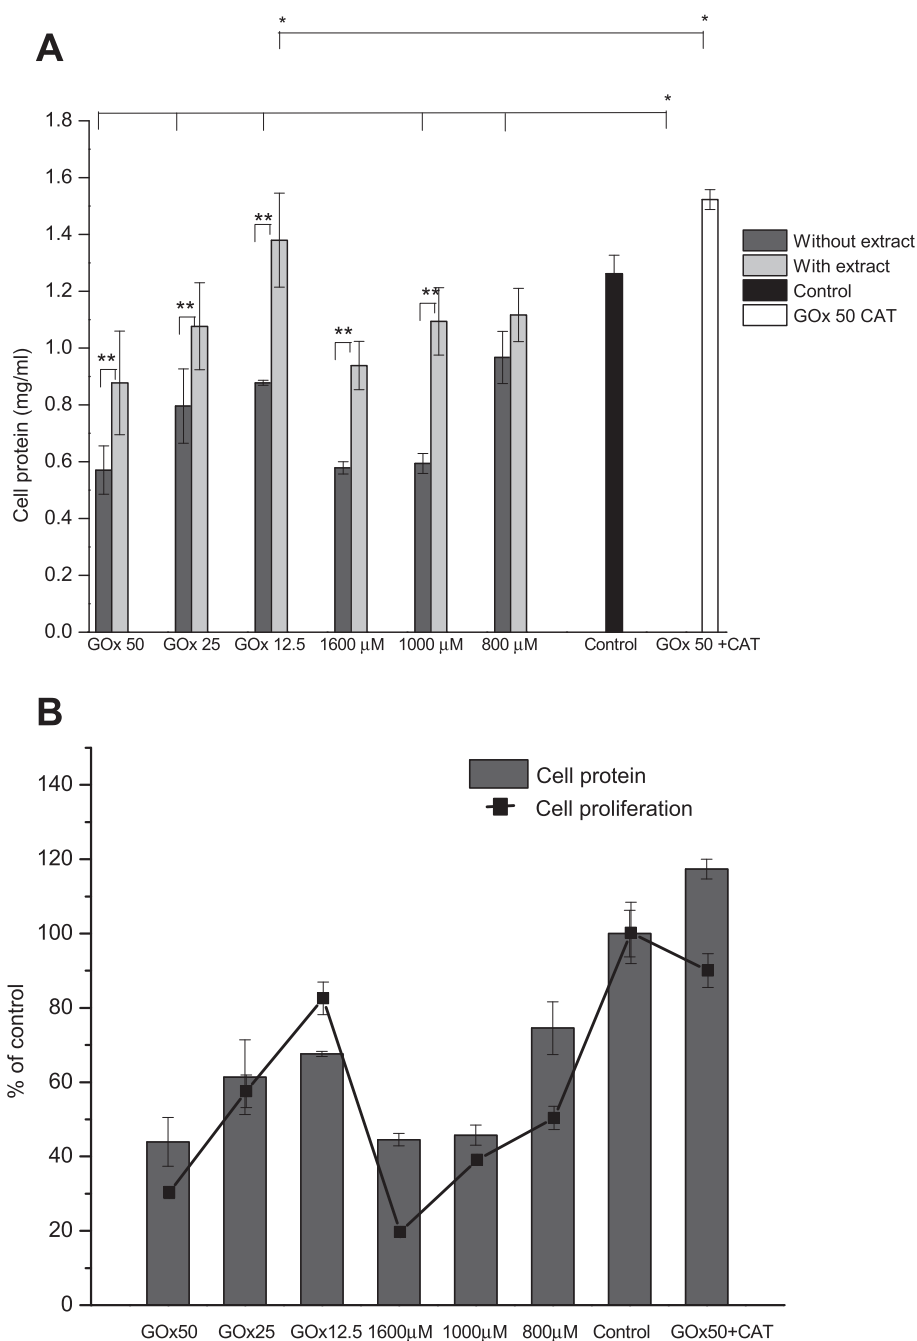 *
*
A
*
1.8
1.6
1.4
1.2
1.0
0.8
0.6
0.4
0.2
0.0
Cell protein (mg/ml)
**
**
**
**
**
Without extract
With extract
Control
GOx 50 CAT
GOx 50 GOx 25 GOx 12.5 1600 μM 1000 μM 800 μM Control GOx 50 +CAT
B
140
120
100
80
60
40
20
0
% of control
Cell protein
Cell proliferation
GOx50 GOx25 GOx12.5 1600μM 1000μM 800μM Control GOx50+CAT